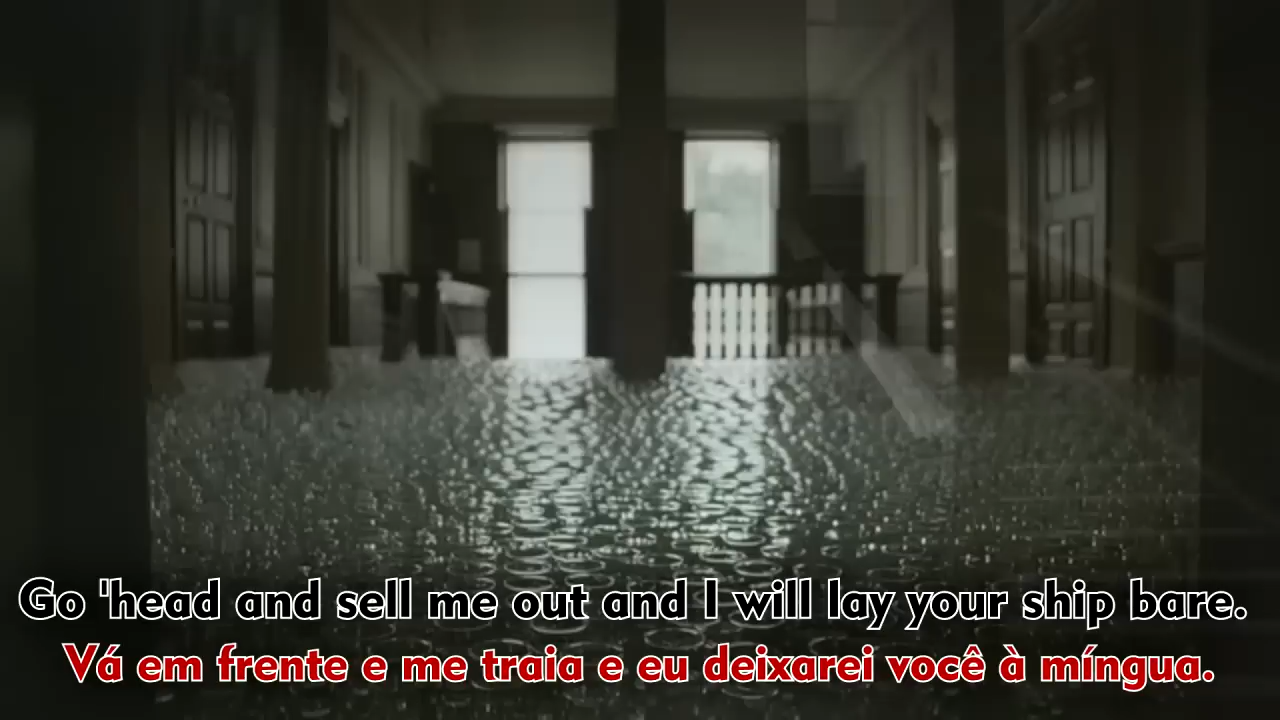 Go 'head and sell me out and I will lay your ship bare.
Vá em frente e me traia e eu deixarei você à míngua.